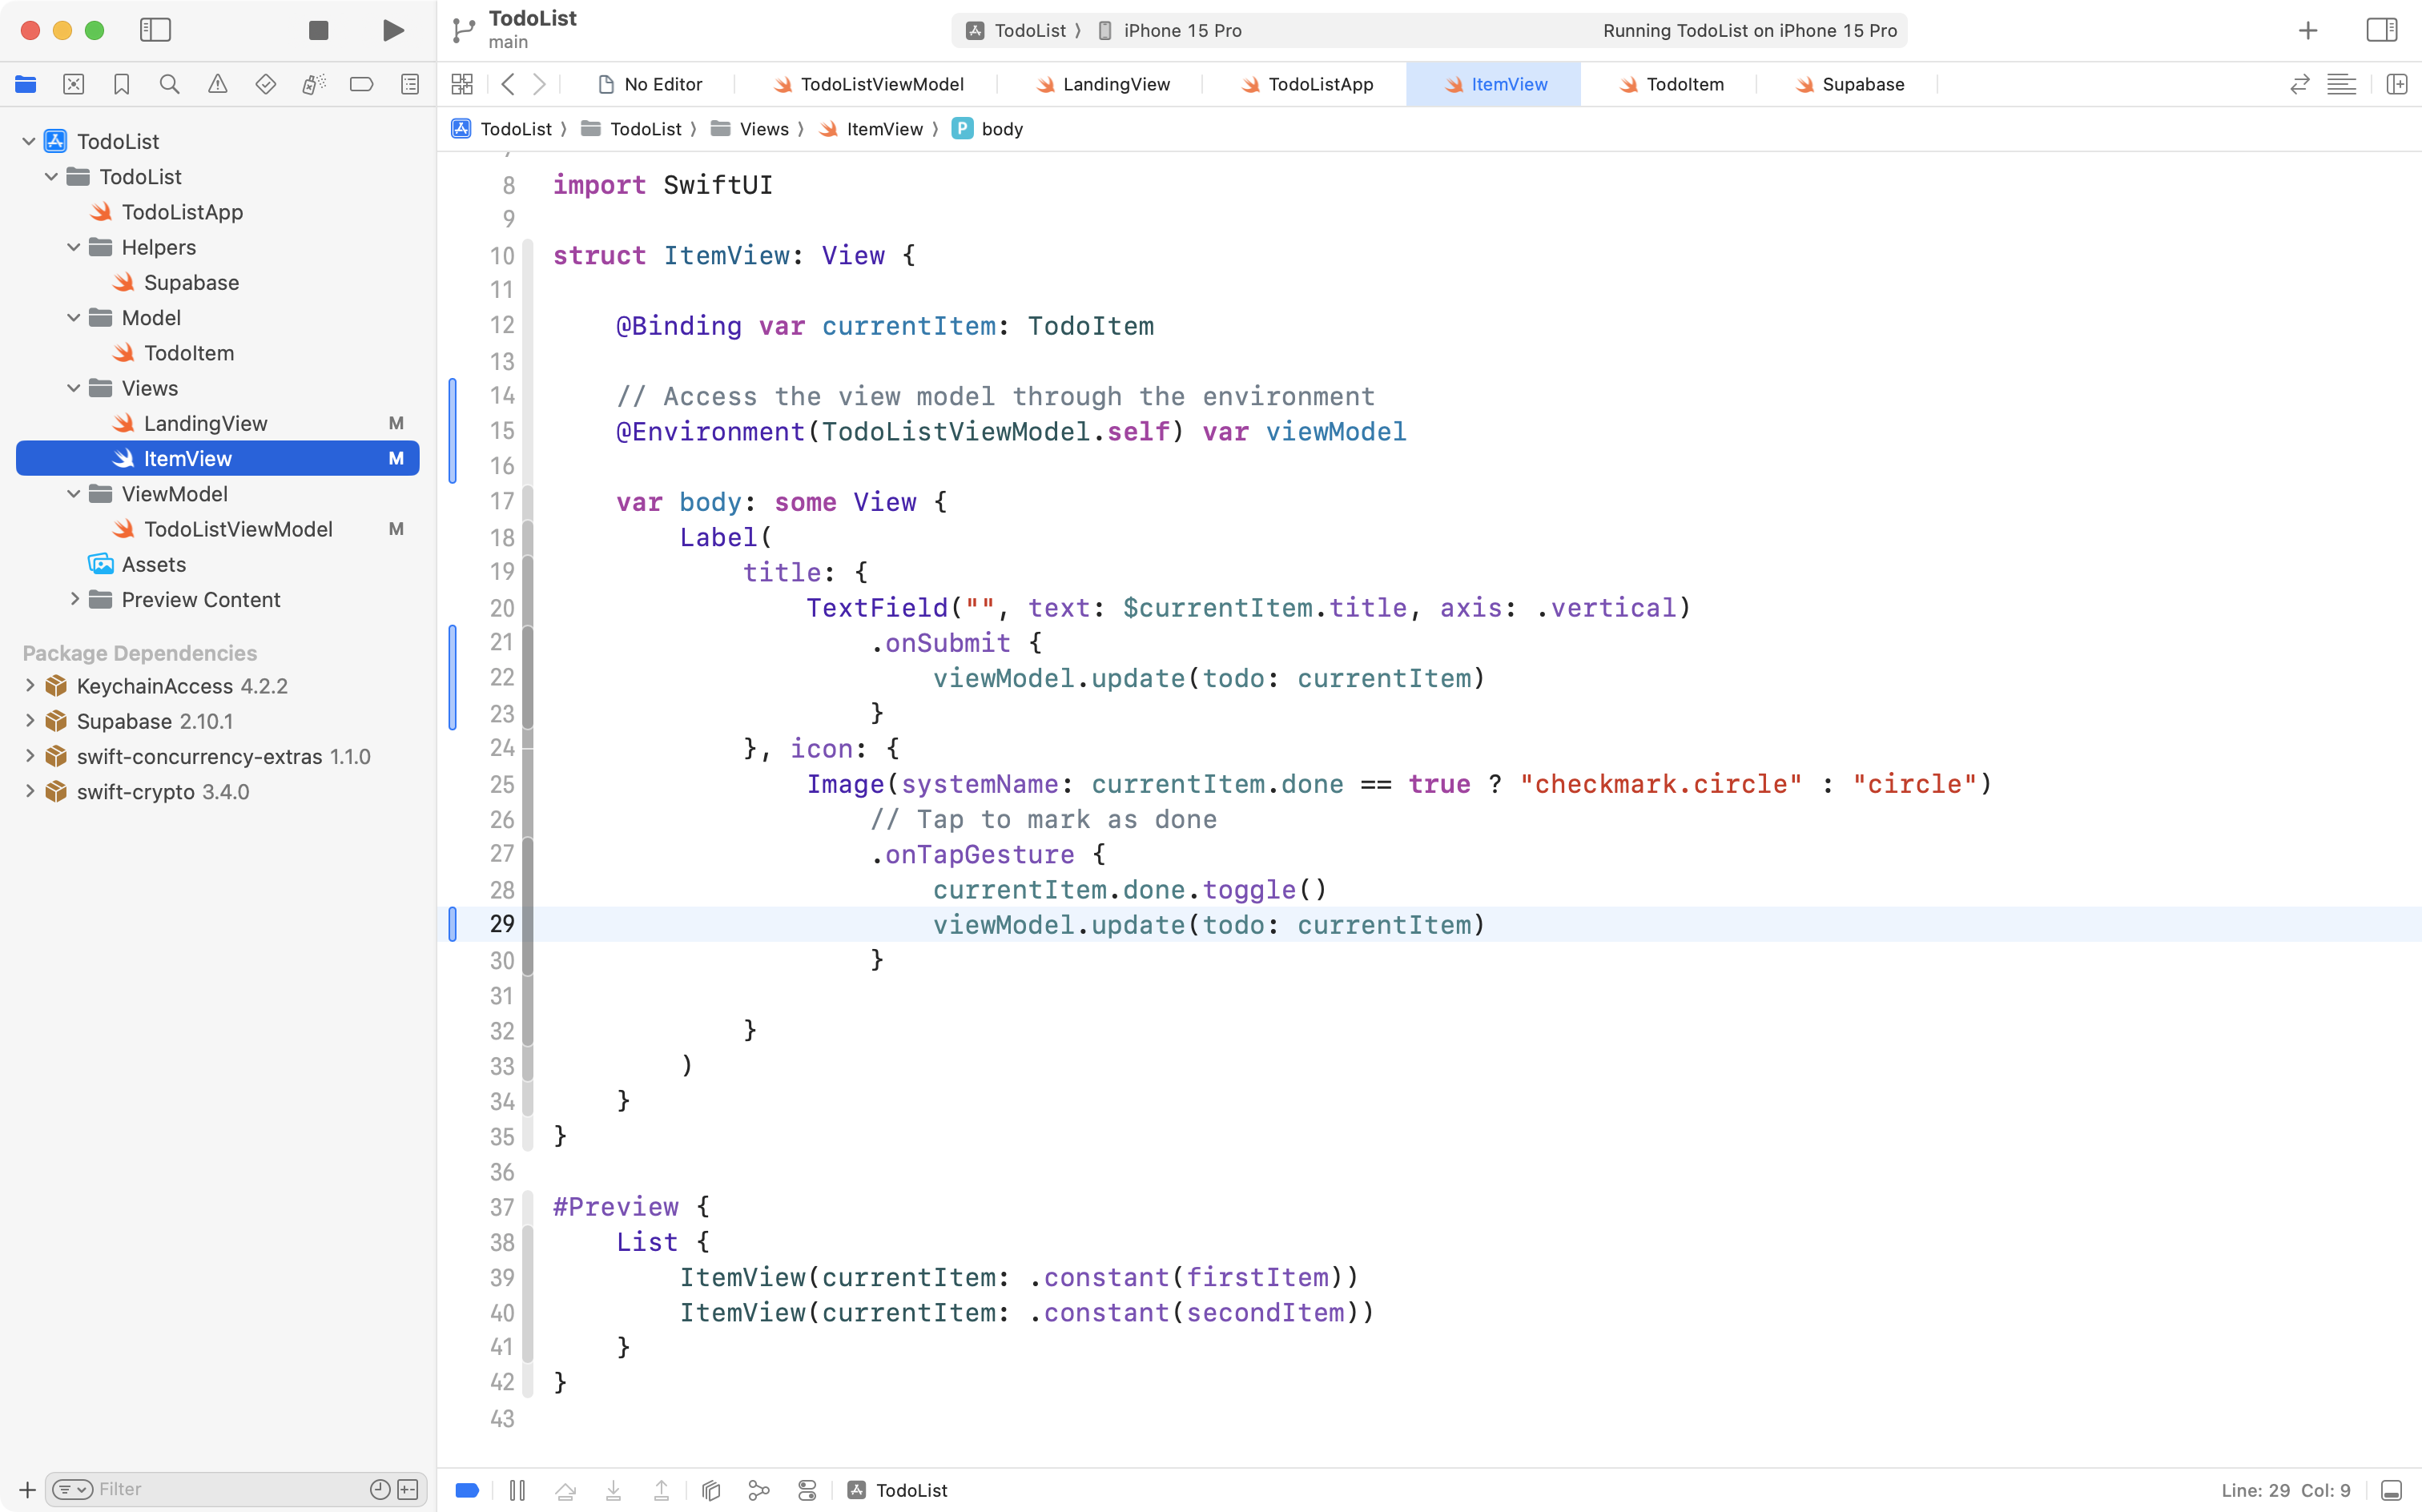 TodoList
main
TodoList ⟩ iPhone 15 Pro
Running TodoList on iPhone 15 Pro
No Editor
TodoListViewModel
LandingView
TodoListApp
ItemView
TodoItem
Supabase
TodoList ⟩ TodoList ⟩ Views ⟩ ItemView ⟩ P body
TodoList
TodoList
TodoListApp
Helpers
Supabase
Model
TodoItem
Views
LandingView M
ItemView M
ViewModel
TodoListViewModel M
Assets
Preview Content
Package Dependencies
KeychainAccess 4.2.2
Supabase 2.10.1
swift-concurrency-extras 1.1.0
swift-crypto 3.4.0
Filter
8 import SwiftUI
9
10 struct ItemView: View {
11
12     @Binding var currentItem: TodoItem
13
14     // Access the view model through the environment
15     @Environment(TodoListViewModel.self) var viewModel
16
17     var body: some View {
18         Label(
19             title: {
20                 TextField("", text: $currentItem.title, axis: .vertical)
21                     .onSubmit {
22                         viewModel.update(todo: currentItem)
23                     }
24             }, icon: {
25                 Image(systemName: currentItem.done == true ? "checkmark.circle" : "circle")
26                     // Tap to mark as done
27                     .onTapGesture {
28                         currentItem.done.toggle()
29                         viewModel.update(todo: currentItem)
30                     }
31
32             }
33         )
34     }
35 }
36
37 #Preview {
38     List {
39         ItemView(currentItem: .constant(firstItem))
40         ItemView(currentItem: .constant(secondItem))
41     }
42 }
43
TodoList
Line: 29 Col: 9